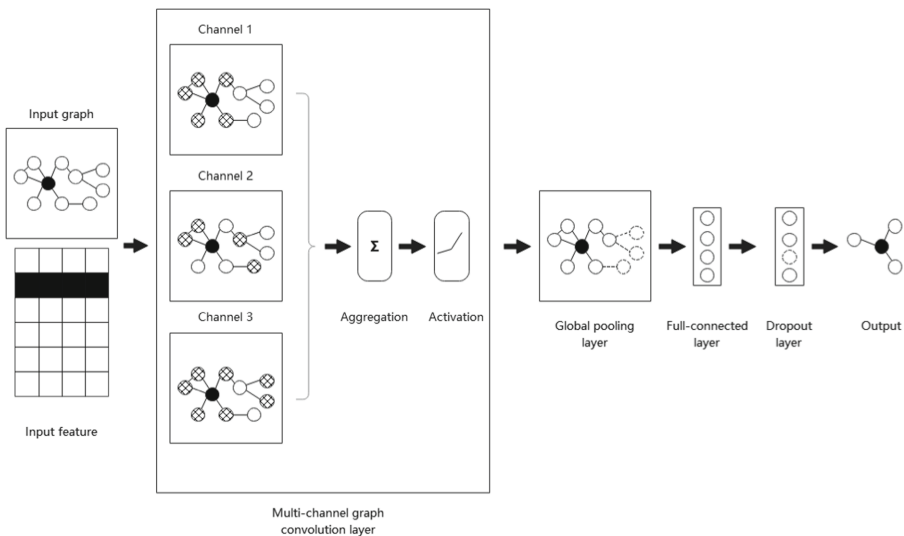 Input graph
Input feature
Channel 1
Channel 2
Channel 3
Σ
Aggregation
Activation
Multi-channel graph
convolution layer
Global pooling
layer
Full-connected
layer
Dropout
layer
Output